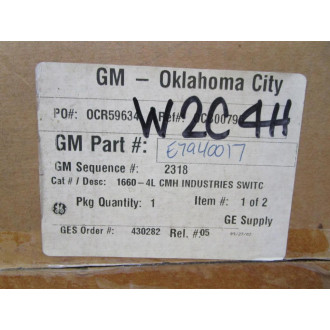 GM – Oklahoma City
PO#: OCR59634 Ref#:
W2C4H
GM Part #: E7940017
GM Sequence #: 2318
Cat # / Desc: 1660-4L CMH INDUSTRIES SWITC
Pkg Quantity: 1 Item #: 1 of 2
GE Supply
GES Order #: 430282 Rel. #: 05